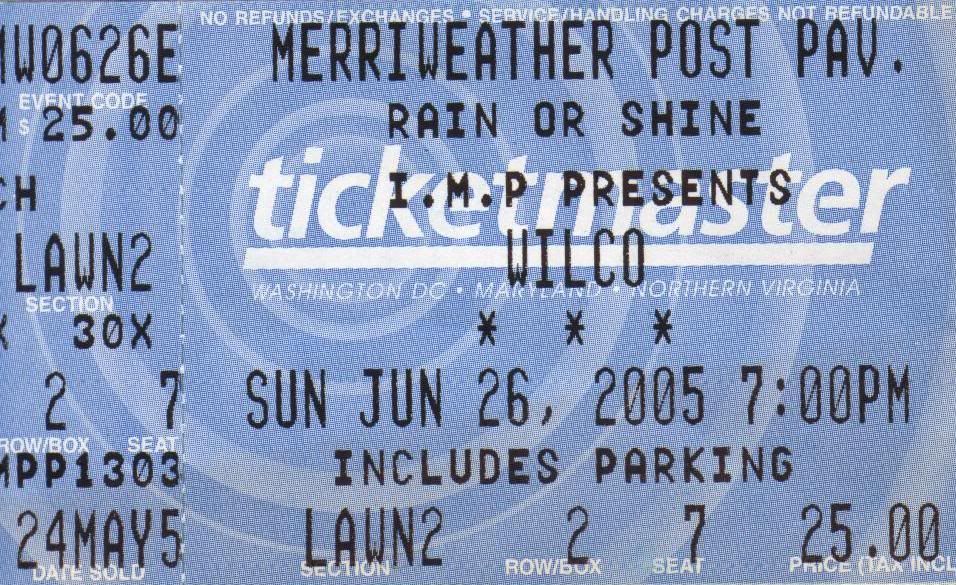 NO REFUNDS/EXCHANGES • SERVICE/HANDLING CHARGES NOT REFUNDABLE
MW0626E
EVENT CODE
$ 25.00
CH
LAWN2
SECTION
X 30X
2 7
ROW/BOX SEAT
MPP1303
24MAY5
DATE SOLD
MERRIWEATHER POST PAV.
RAIN OR SHINE
ticketmaster
I.M.P PRESENTS
WILCO
WASHINGTON DC • MARYLAND • NORTHERN VIRGINIA
* * *
SUN JUN 26, 2005 7:00PM
INCLUDES PARKING
LAWN2 2 7 25.00
SECTION ROW/BOX SEAT PRICE (TAX INCL